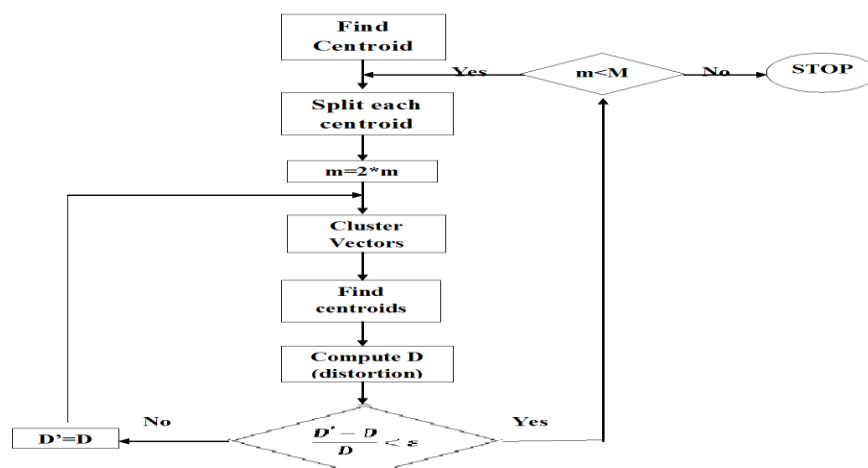 Find
Centroid
Yes
m<M
No
STOP
Split each
centroid
m=2*m
Cluster
Vectors
Find
centroids
Compute D
(distortion)
No
D'=D
D' − D
D
< ε
Yes